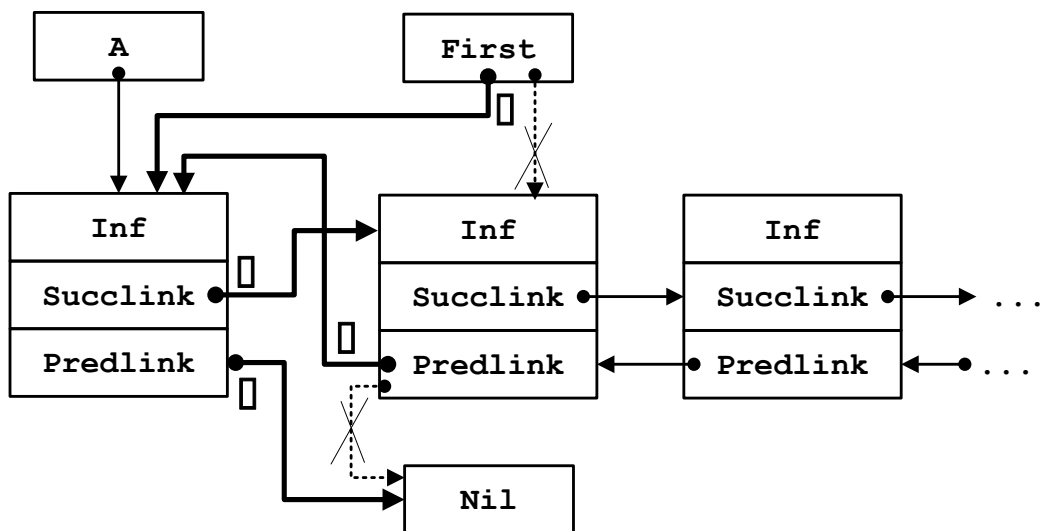 A
First
Inf
Inf
Inf
Succlink
Succlink
Succlink
...
Predlink
Predlink
Predlink
...
Nil